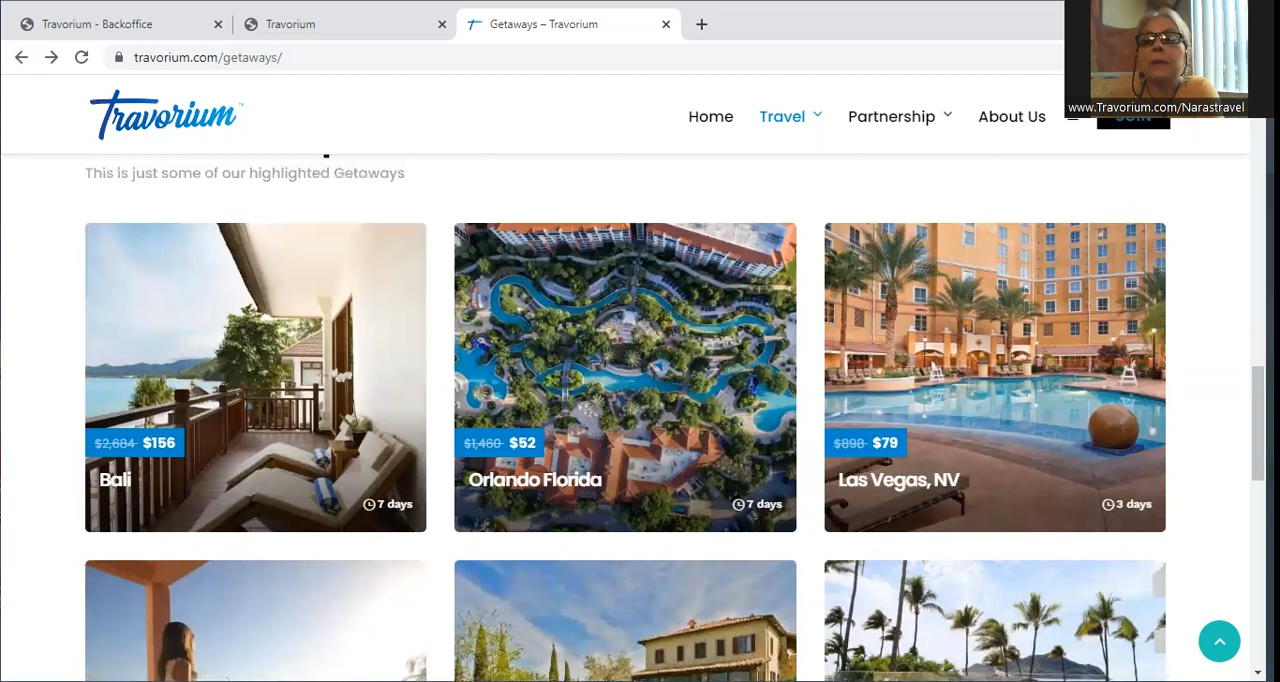 Travorium - Backoffice
Travorium
Getaways – Travorium
travorium.com/getaways/
www.Travorium.com/Narastravel
Travorium™
Home
Travel
Partnership
About Us
JOIN
This is just some of our highlighted Getaways
$2,684 $156
Bali
7 days
$1,460 $52
Orlando Florida
7 days
$898 $79
Las Vegas, NV
3 days